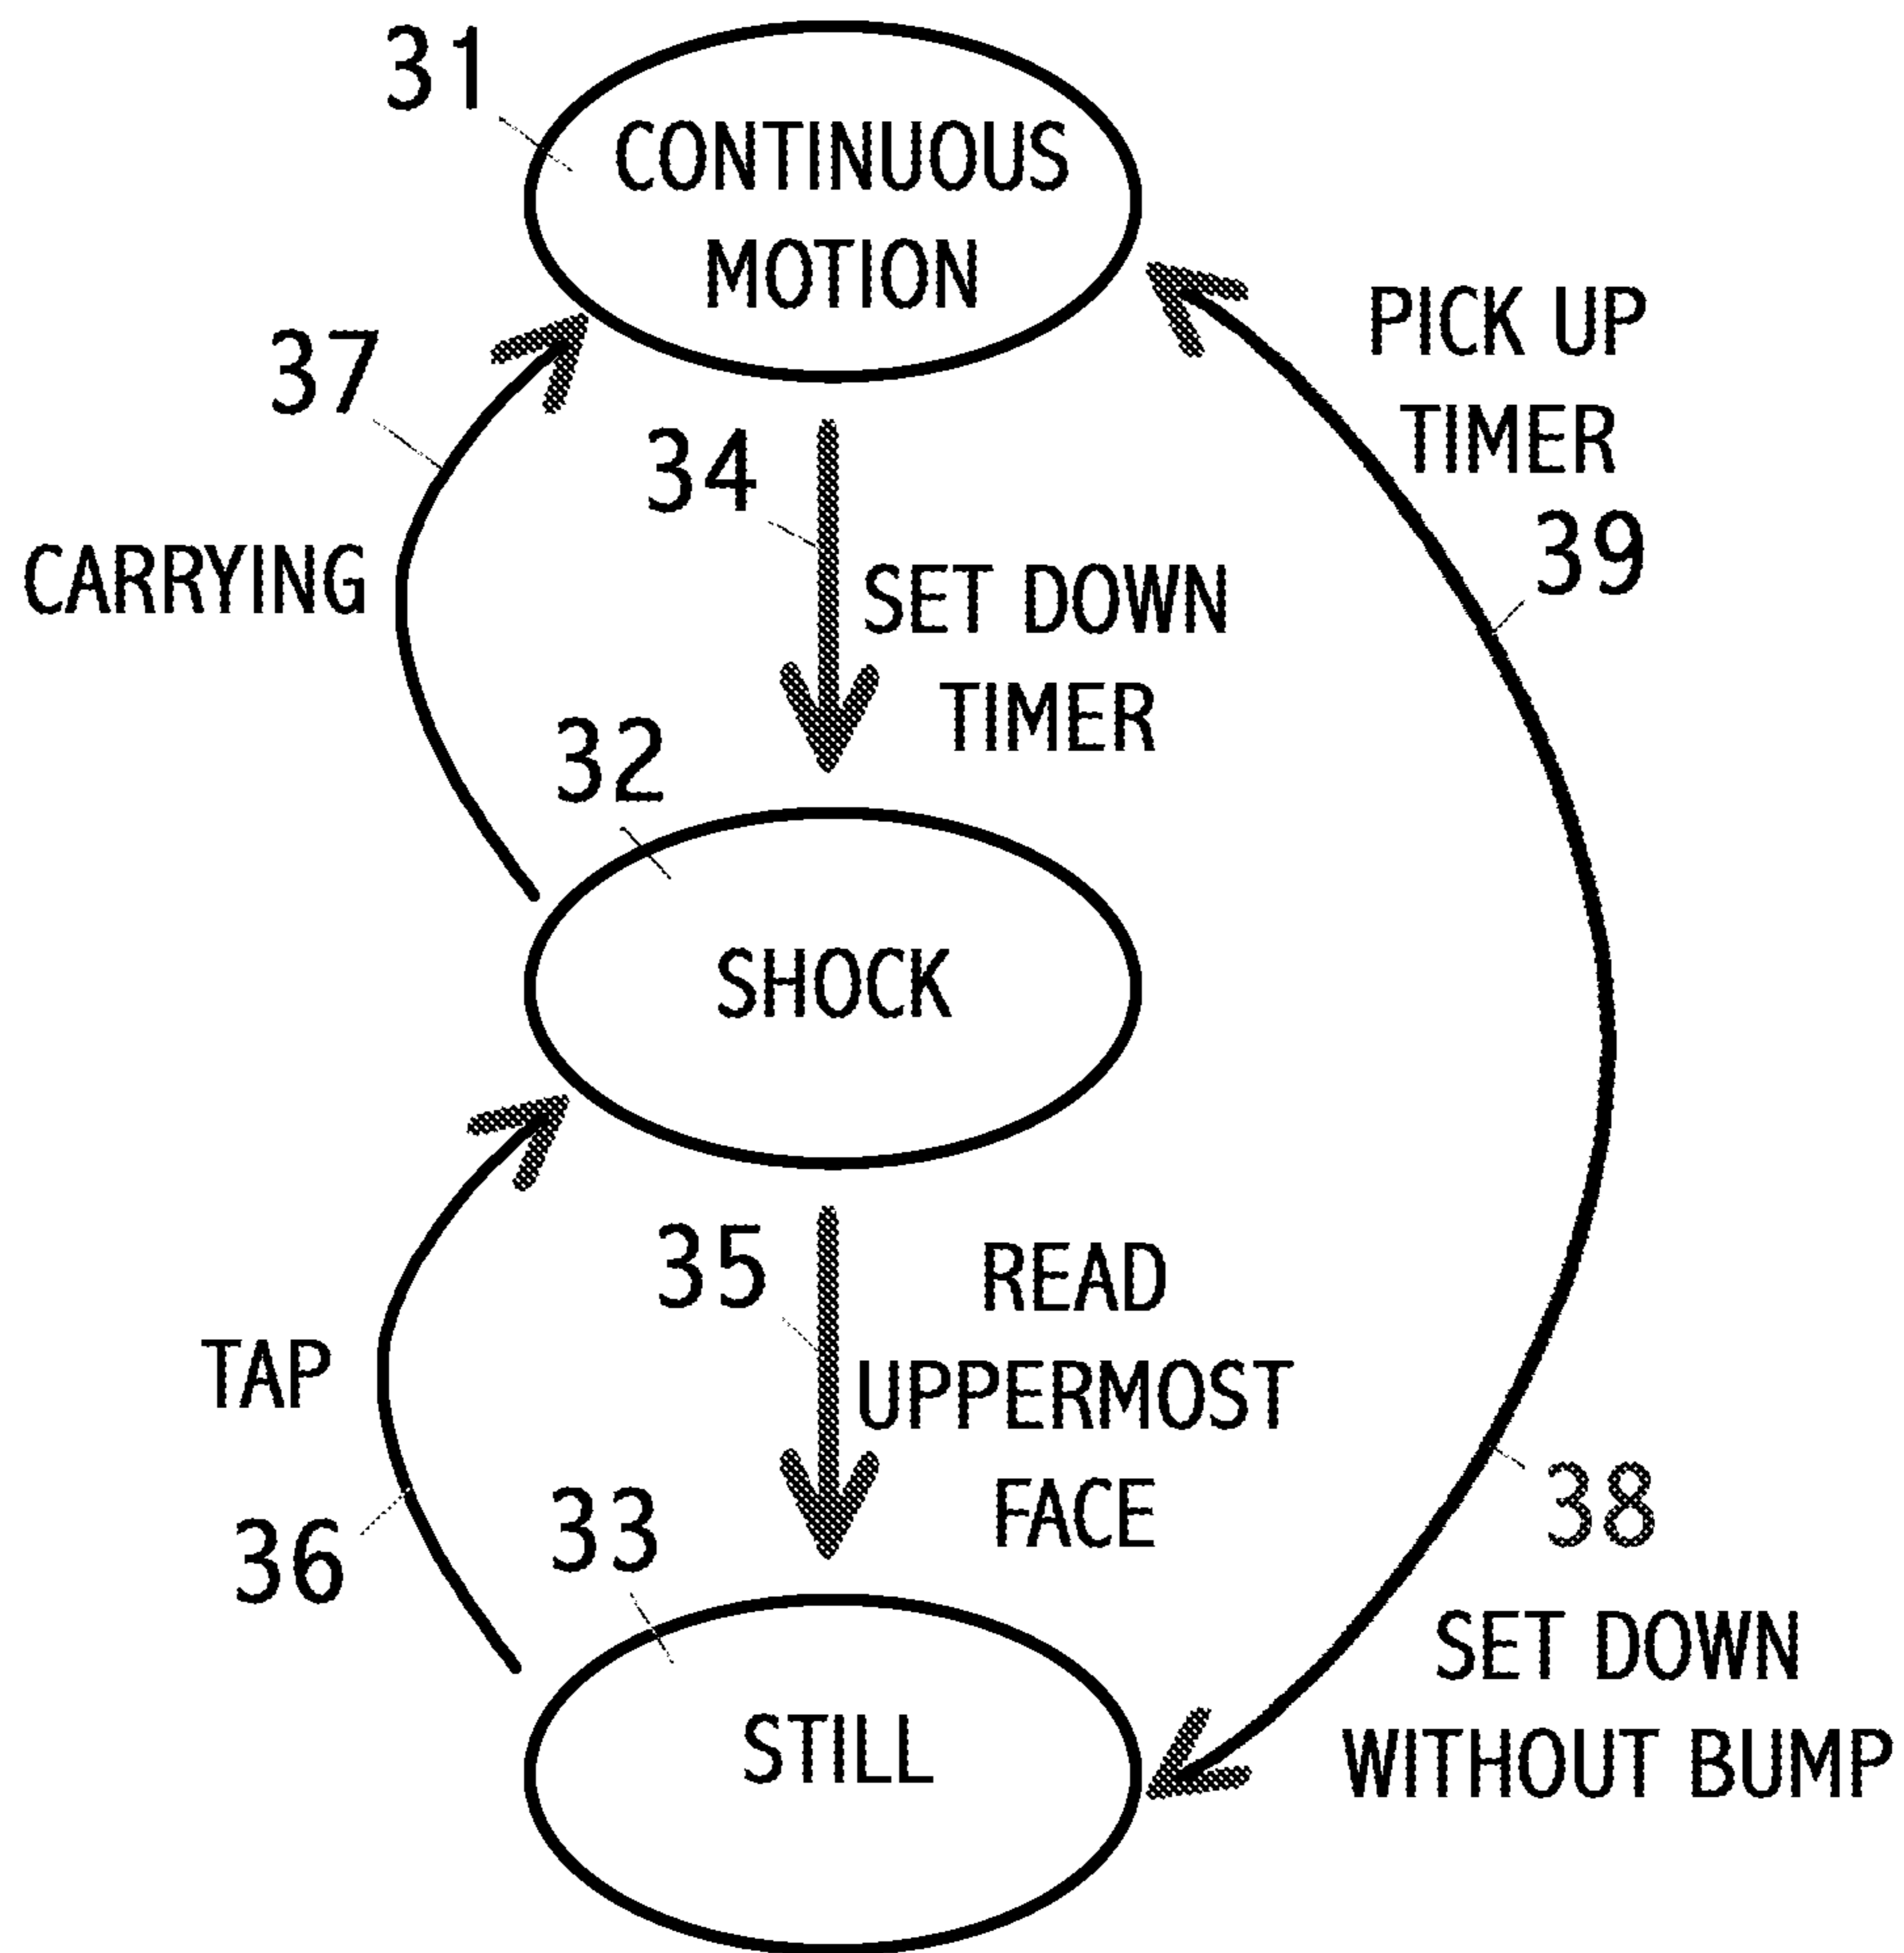 31
CONTINUOUS
MOTION
37
PICK UP
TIMER
34
39
CARRYING
SET DOWN
TIMER
32
SHOCK
35
READ
UPPERMOST
FACE
TAP
36
33
38
SET DOWN
WITHOUT BUMP
STILL